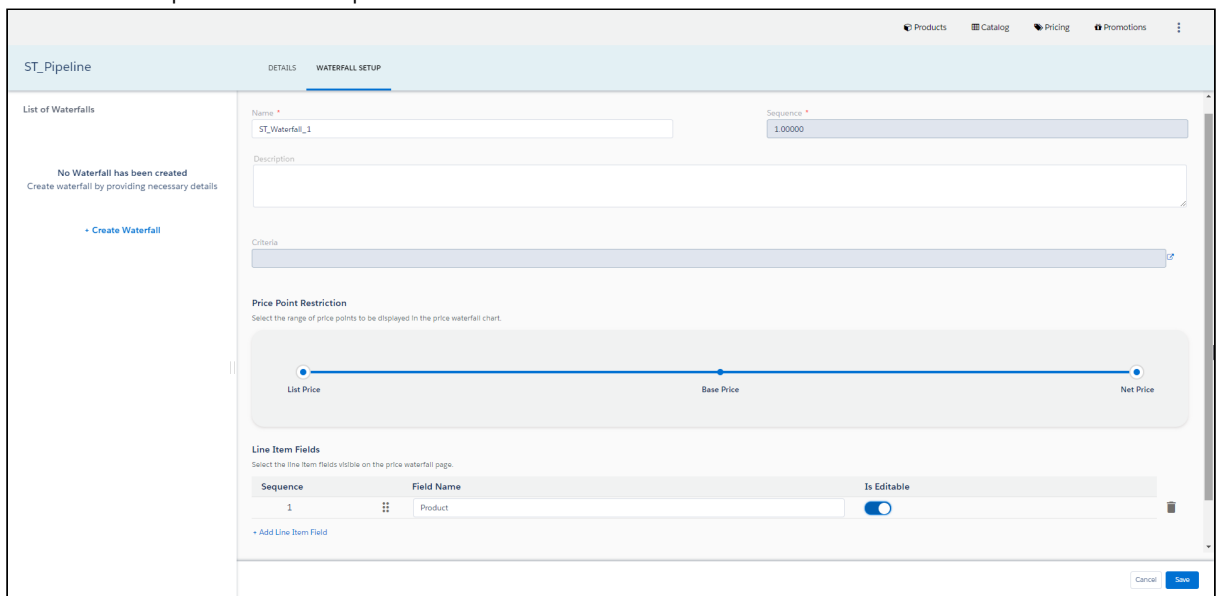 Products Catalog Pricing Promotions
ST_Pipeline DETAILS WATERFALL SETUP
List of Waterfalls
No Waterfall has been created
Create waterfall by providing necessary details
+ Create Waterfall
Name * Sequence *
ST_Waterfall_1 1.00000
Description
Criteria
Price Point Restriction
Select the range of price points to be displayed in the price waterfall chart.
List Price Base Price Net Price
Line Item Fields
Select the line item fields visible on the price waterfall page.
Sequence Field Name Is Editable
1 Product
+ Add Line Item Field
Cancel Save